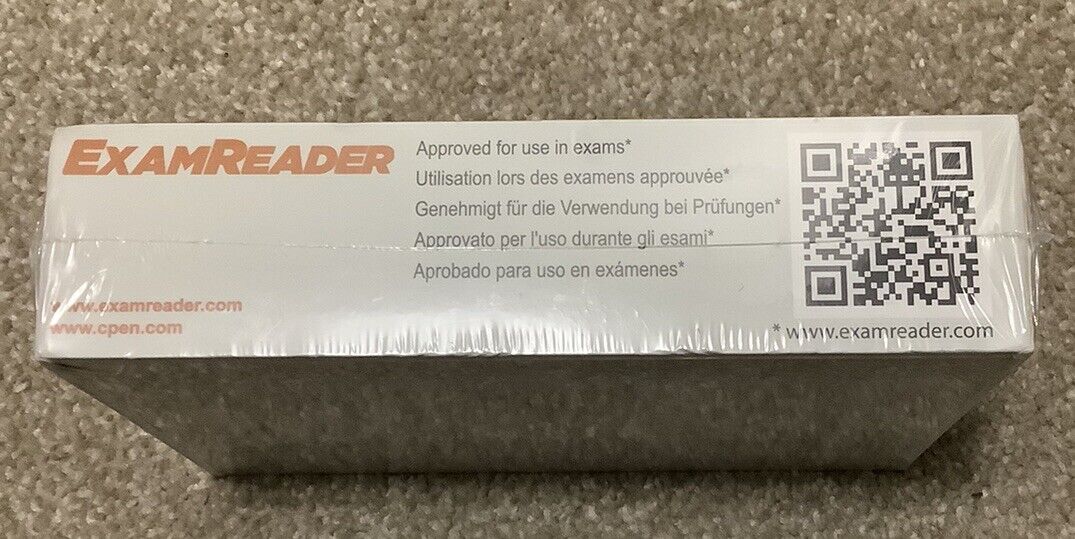 EXAMREADER
www.examreader.com
www.cpen.com
Approved for use in exams*
Utilisation lors des examens approuvée*
Genehmigt für die Verwendung bei Prüfungen*
Approvato per l'uso durante gli esami*
Aprobado para uso en exámenes*
* www.examreader.com